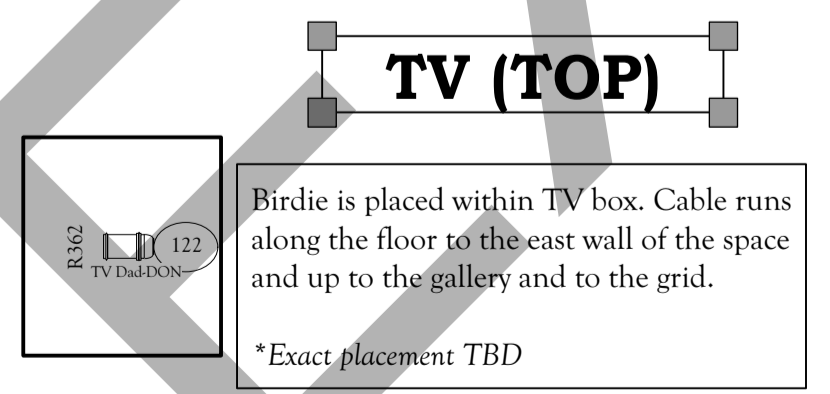 TV (TOP)
R362
122
TV Dad-DON
Birdie is placed within TV box. Cable runs
along the floor to the east wall of the space
and up to the gallery and to the grid.
*Exact placement TBD